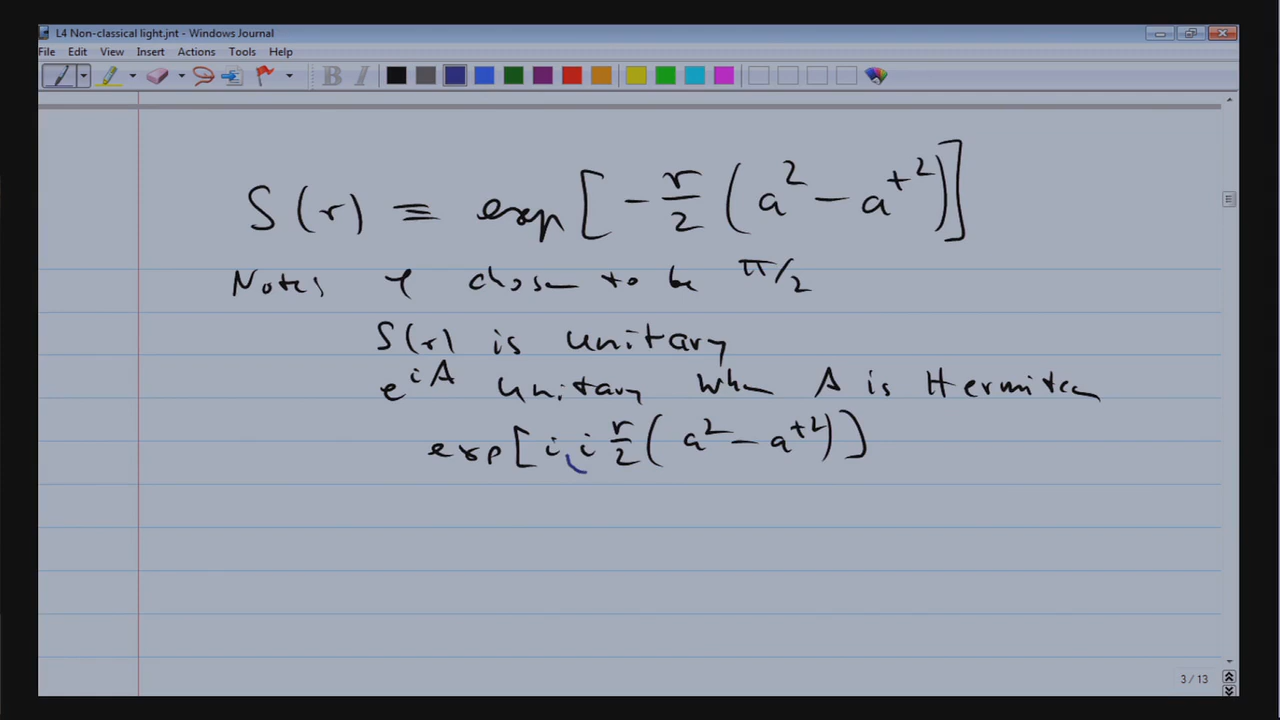 L4 Non-classical light.jnt - Windows Journal
File Edit View Insert Actions Tools Help
B I
S(r) ≡ exp[-r/2 (a² - a†²)]
Notes φ chosen to be π/2
S(r) is unitary
e^{iA} unitary when A is Hermitean
exp[i i r/2 (a² - a†²)]
3 / 13